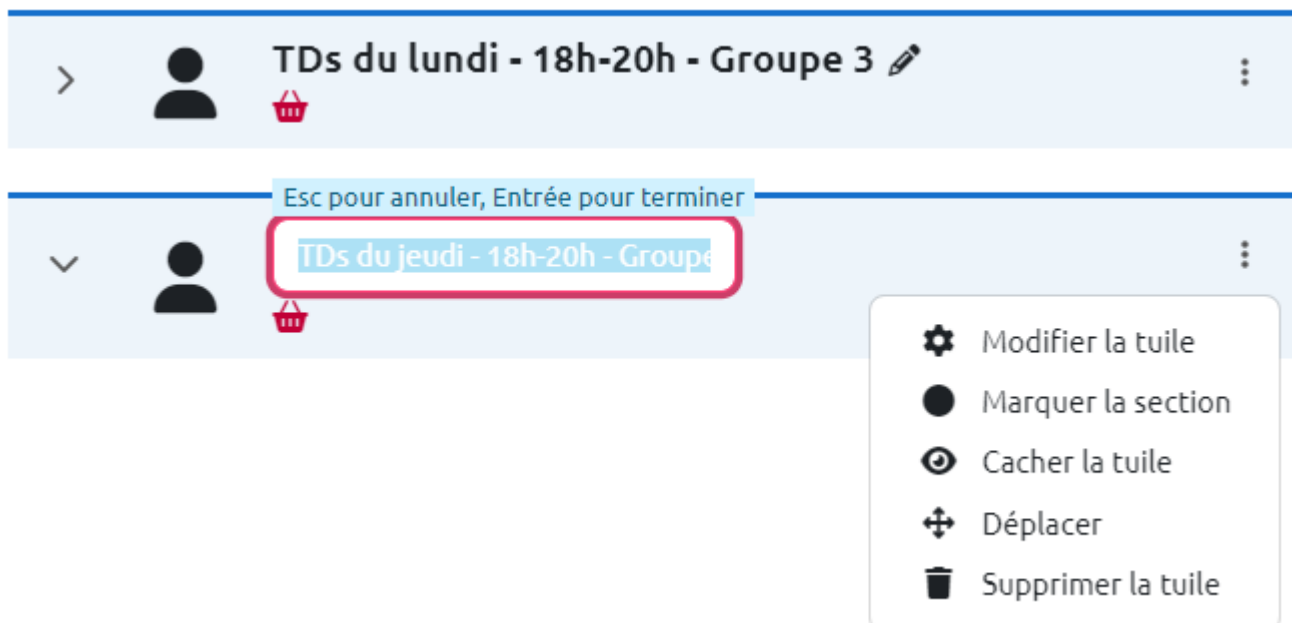 TDs du lundi - 18h-20h - Groupe 3
Esc pour annuler, Entrée pour terminer
TDs du jeudi - 18h-20h - Groupe
Modifier la tuile
Marquer la section
Cacher la tuile
Déplacer
Supprimer la tuile